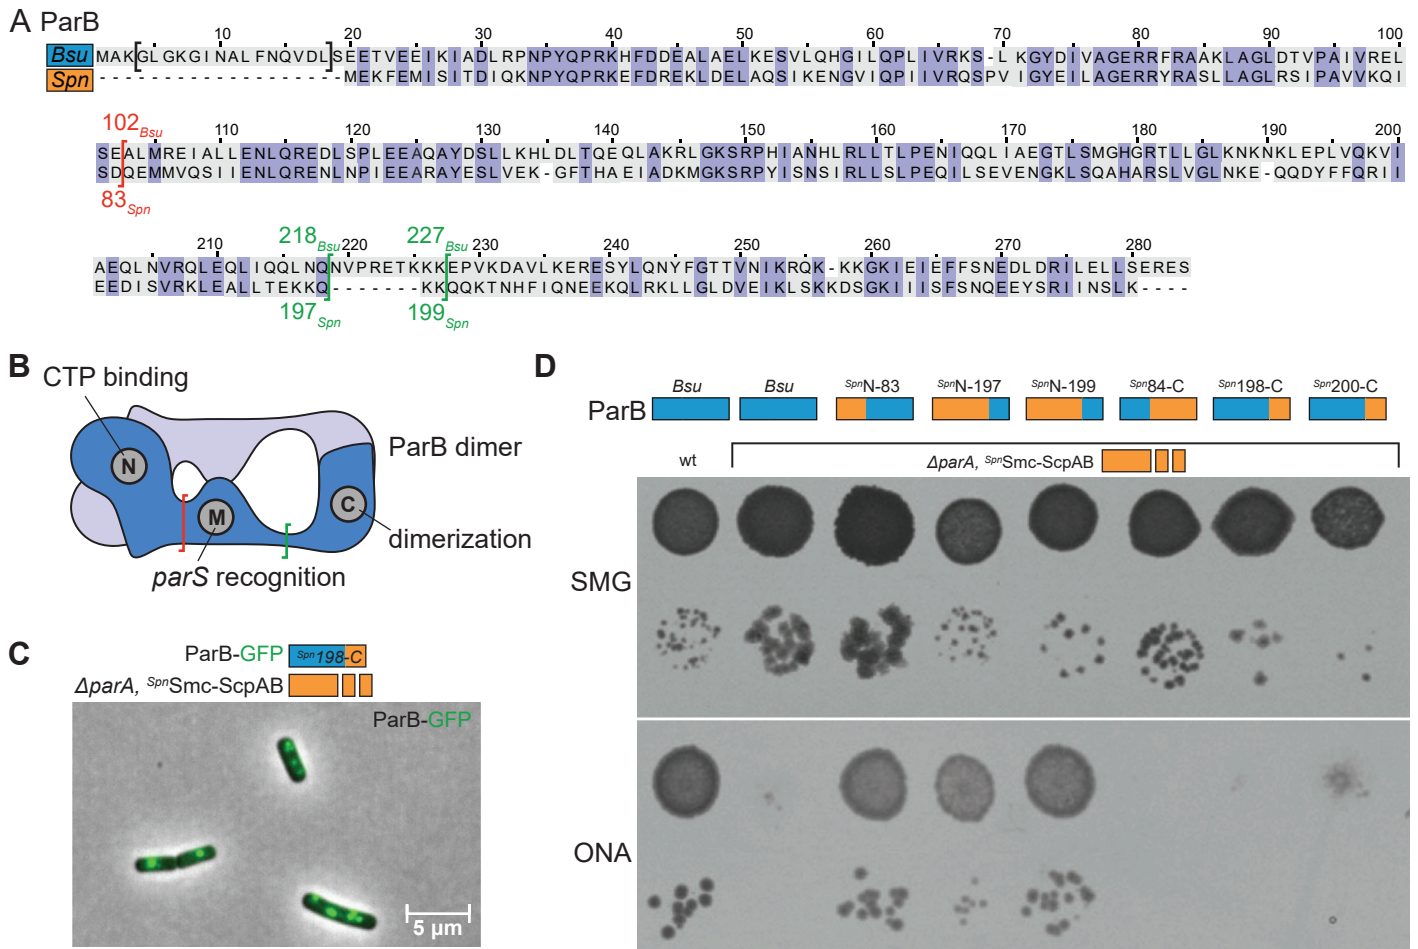 A ParB
10 20 30 40 50 60 70 80 90 100
Bsu MAK[GLGKGINALFNQVDL]SEETVEEIKIADLRPNPYQPRKHFDDEALAELKESVLQHGILQPLIVRKS-LKGYDIVAGERRFRAAKLAGLDTVPAIVREL
Spn -------------------MEKFEMISITDIQKNPYQPRKEFDREKLDELAQSIKENGVIQPIIVRQSPVIGYEILAGERRYRASLLAGLRSIPAVVKQI
102Bsu 110 120 130 140 150 160 170 180 190 200
SEALMREIALLENLQREDLSPLEEAQAYDSLLKHLDLTQEQLAKRLGKSRPHIANHLRLLTLPENIQQLIAEGTLSMGHGRTLLGLKNKNKLEPLVQKVI
SDQEMMVQSIIENLQRENLNPIEEARAYESLVEK-GFTHAEIADKMGKSRPYISNSIRLLSLPEQILSEVENGKLSQAHARSLVGLNKE-QQDYFFQRII
83Spn
210 218Bsu 220 227Bsu 230 240 250 260 270 280
AEQLNVRQLEQLIQQLNQNVPRETKKKEPVKDAVLKERESYLQNYFGTTVNIKRQK-KKGKIEIEFFSNEDLDRILELLSERES
EEDISVRKLEALLTEKKQ-------KKQQKTNHFIQNEEKQLRKLLGLDVEIKLSKKDSGKIIISFSNQEEYSRIINSLK----
197Spn 199Spn
B
CTP binding
N
M
C
ParB dimer
dimerization
parS recognition
C
ParB-GFP Spn198-C
ΔparA, SpnSmc-ScpAB
ParB-GFP
5 µm
D
Bsu Bsu SpnN-83 SpnN-197 SpnN-199 Spn84-C Spn198-C Spn200-C
ParB
wt ΔparA, SpnSmc-ScpAB
SMG
ONA